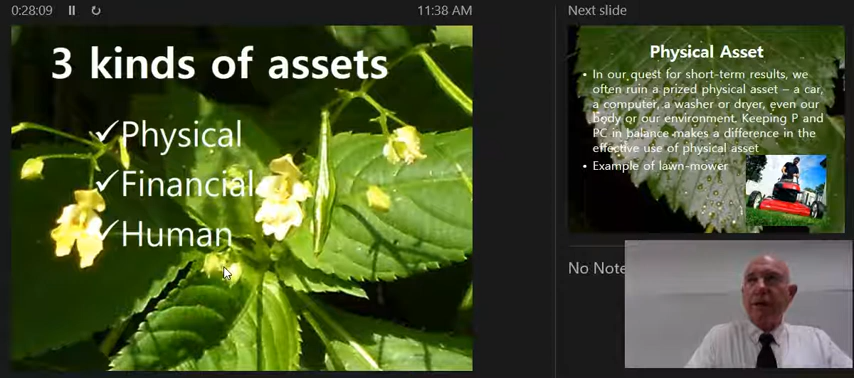 0:28:09
11:38 AM
Next slide
3 kinds of assets
✓Physical
✓Financial
✓Human
Physical Asset
• In our quest for short-term results, we
often ruin a prized physical asset – a car,
a computer, a washer or dryer, even our
body or our environment. Keeping P and
PC in balance makes a difference in the
effective use of physical asset
• Example of lawn-mower
No Note